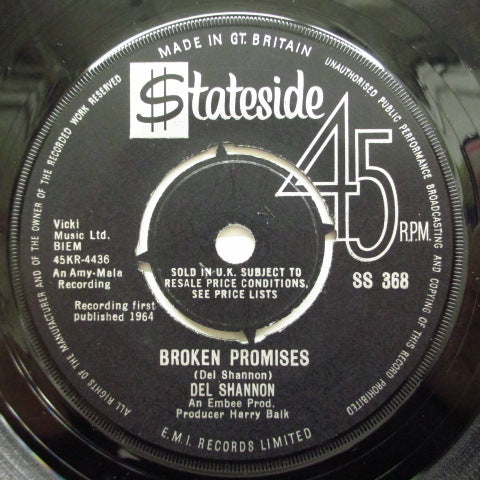 MADE IN GT. BRITAIN
UNAUTHORISED PUBLIC PERFORMANCE BROADCASTING AND COPYING OF THIS RECORD PROHIBITED
ALL RIGHTS OF THE MANUFACTURER AND OF THE OWNER OF THE RECORDED WORK RESERVED
$tateside
45
R.P.M.
Vicki
Music Ltd.
BIEM
45KR-4436
An Amy-Mala
Recording
Recording first
published 1964
SOLD IN U.K. SUBJECT TO
RESALE PRICE CONDITIONS,
SEE PRICE LISTS
SS 368
BROKEN PROMISES
(Del Shannon)
DEL SHANNON
An Embee Prod.
Producer Harry Balk
E.M.I. RECORDS LIMITED